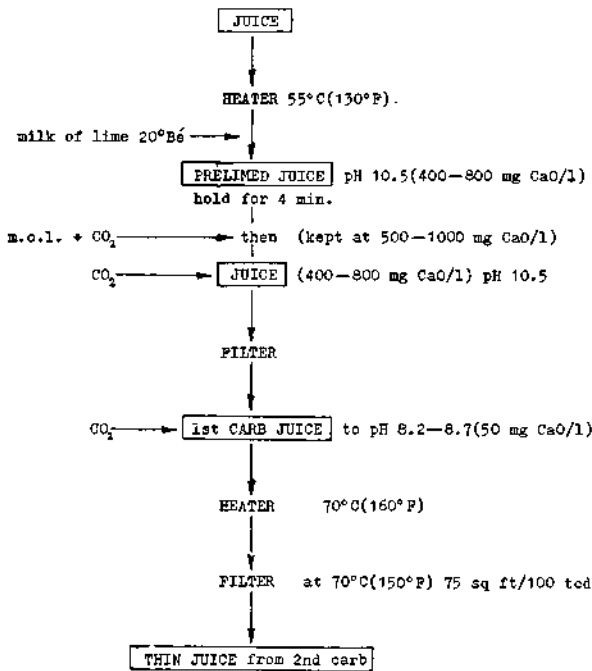 JUICE
HEATER 55°C(130°F).
milk of lime 20°Bé
PRELIMED JUICE pH 10.5(400—800 mg CaO/l)
hold for 4 min.
m.o.l. + CO₂ then (kept at 500—1000 mg CaO/l)
CO₂ JUICE (400—800 mg CaO/l) pH 10.5
FILTER
CO₂ 1st CARB JUICE to pH 8.2—8.7(50 mg CaO/l)
HEATER 70°C(160°F)
FILTER at 70°C(150°F) 75 sq ft/100 tcd
THIN JUICE from 2nd carb